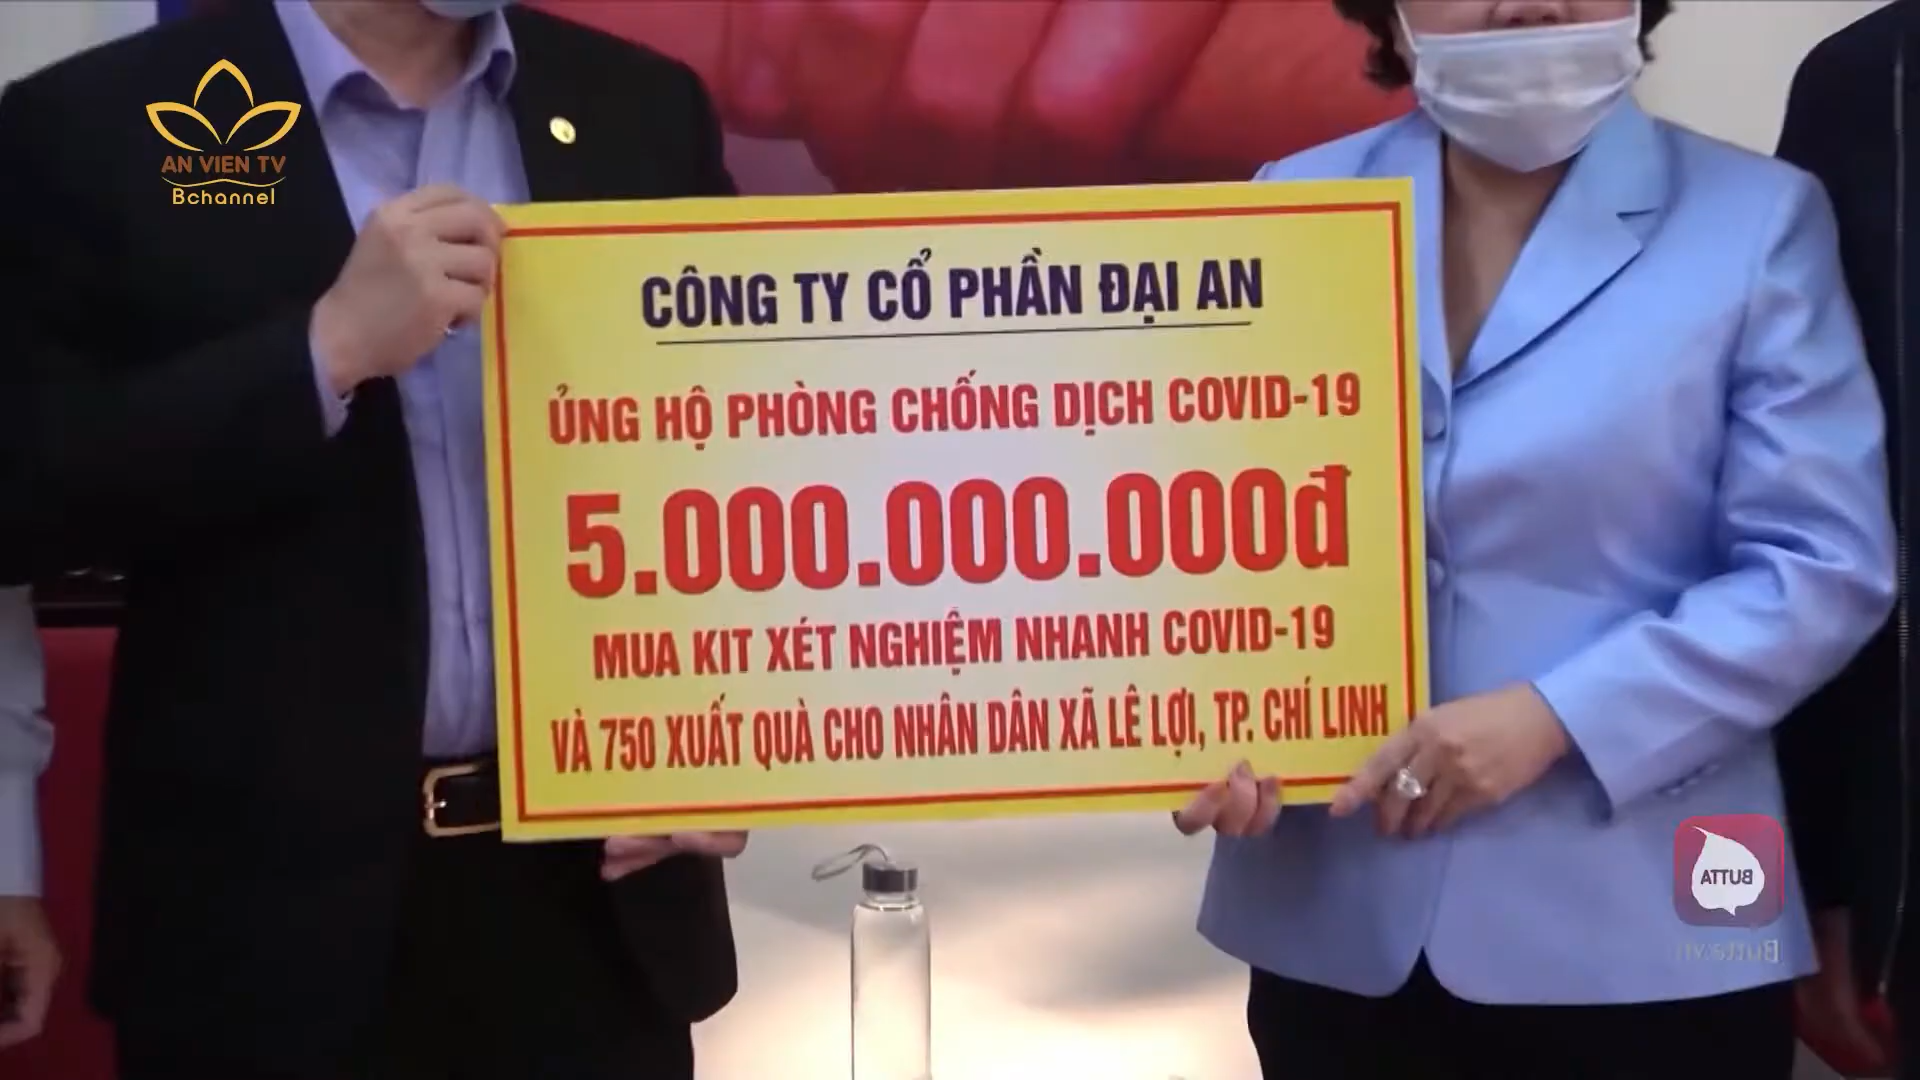 AN VIEN TV
Bchannel
CÔNG TY CỔ PHẦN ĐẠI AN
ỦNG HỘ PHÒNG CHỐNG DỊCH COVID-19
5.000.000.000đ
MUA KIT XÉT NGHIỆM NHANH COVID-19
VÀ 750 XUẤT QUÀ CHO NHÂN DÂN XÃ LÊ LỢI, TP. CHÍ LINH
BUTTA
Butta.vn